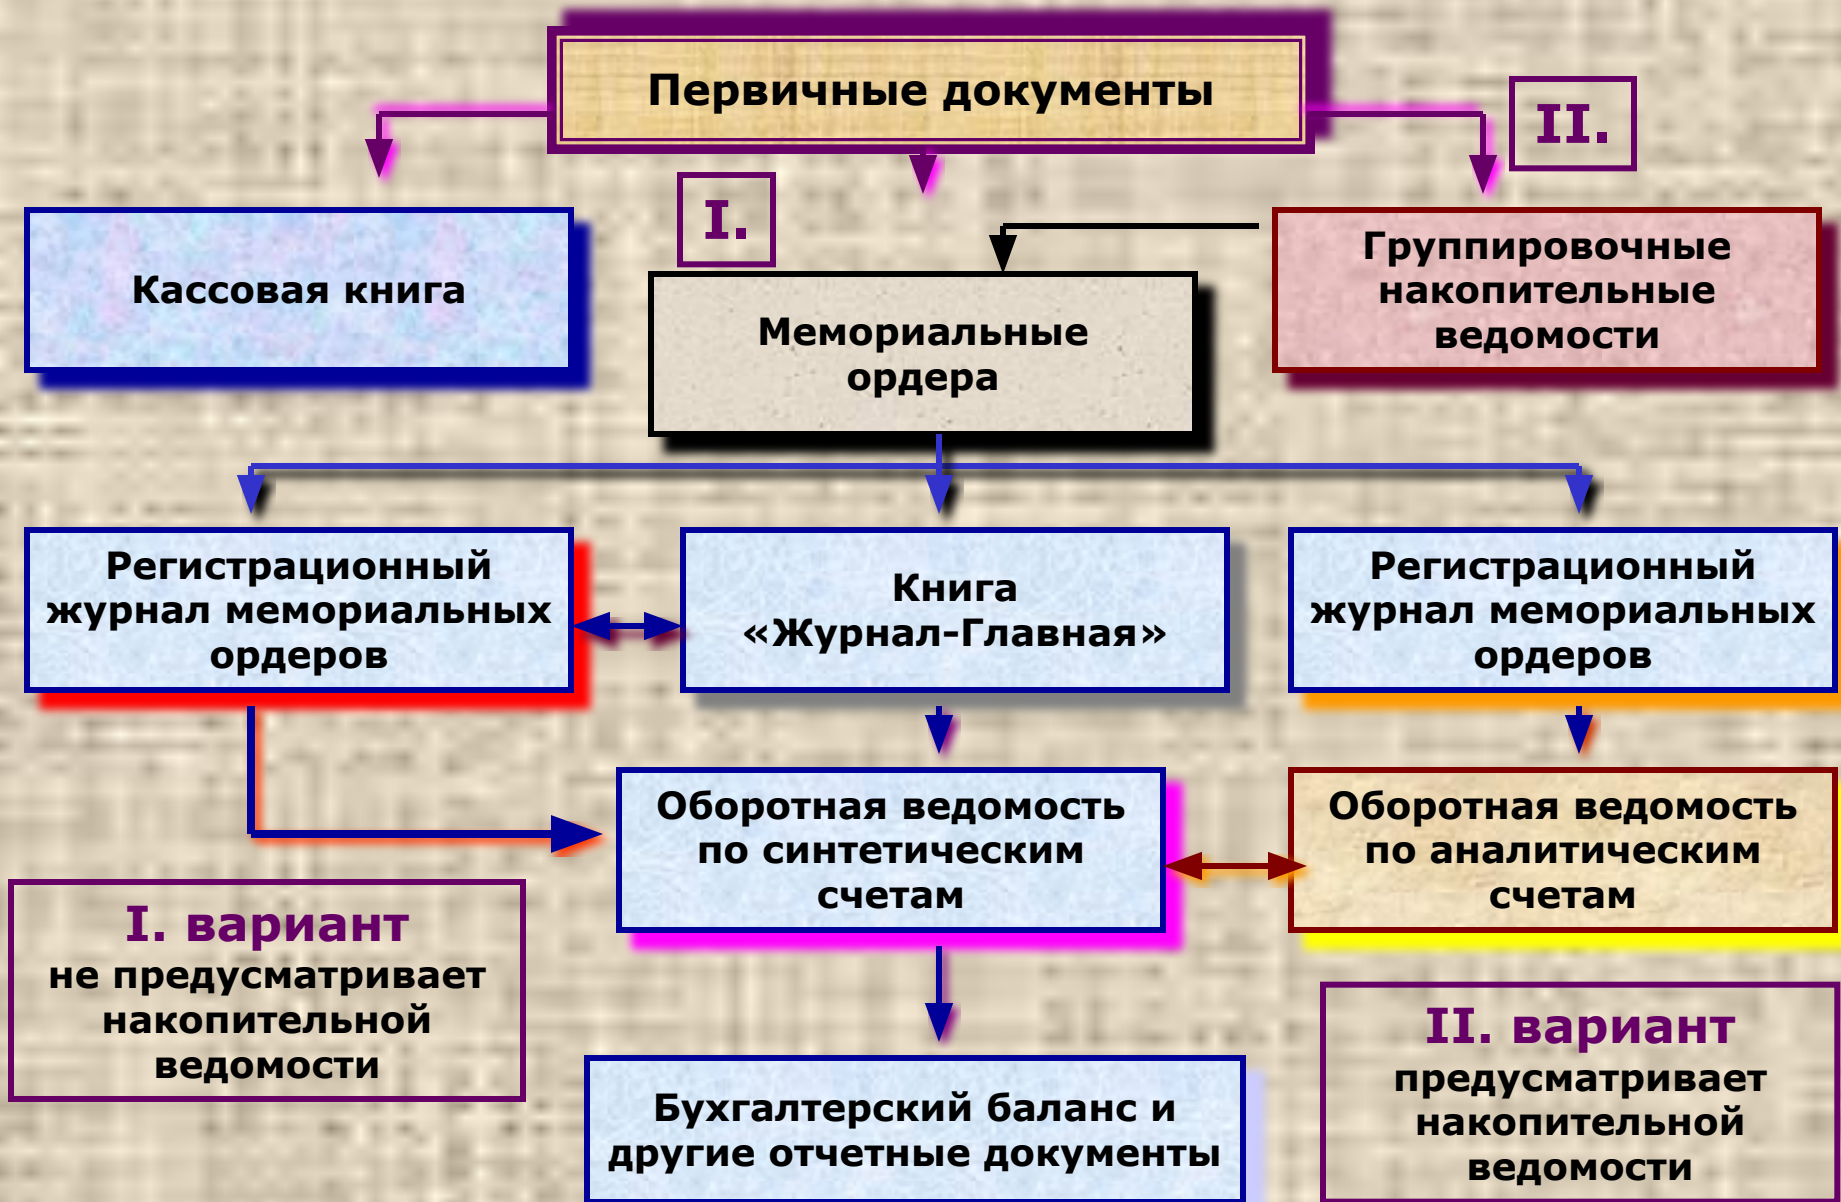 Первичные документы
II.
I.
Кассовая книга
Мемориальные
ордера
Группировочные
накопительные
ведомости
Регистрационный
журнал мемориальных
ордеров
Книга
«Журнал-Главная»
Регистрационный
журнал мемориальных
ордеров
Оборотная ведомость
по синтетическим
счетам
Оборотная ведомость
по аналитическим
счетам
I. вариант
не предусматривает
накопительной
ведомости
Бухгалтерский баланс и
другие отчетные документы
II. вариант
предусматривает
накопительной
ведомости